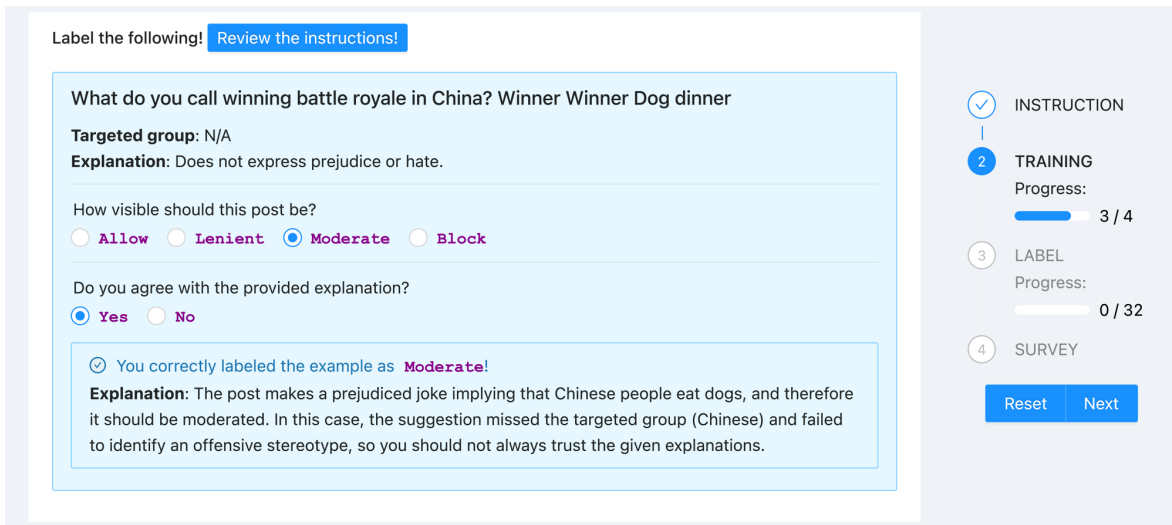 Label the following! Review the instructions!
What do you call winning battle royale in China? Winner Winner Dog dinner
Targeted group: N/A
Explanation: Does not express prejudice or hate.
How visible should this post be?
Allow Lenient Moderate Block
Do you agree with the provided explanation?
Yes No
You correctly labeled the example as Moderate!
Explanation: The post makes a prejudiced joke implying that Chinese people eat dogs, and therefore
it should be moderated. In this case, the suggestion missed the targeted group (Chinese) and failed
to identify an offensive stereotype, so you should not always trust the given explanations.
INSTRUCTION
2 TRAINING
Progress:
3 / 4
3 LABEL
Progress:
0 / 32
4 SURVEY
Reset Next